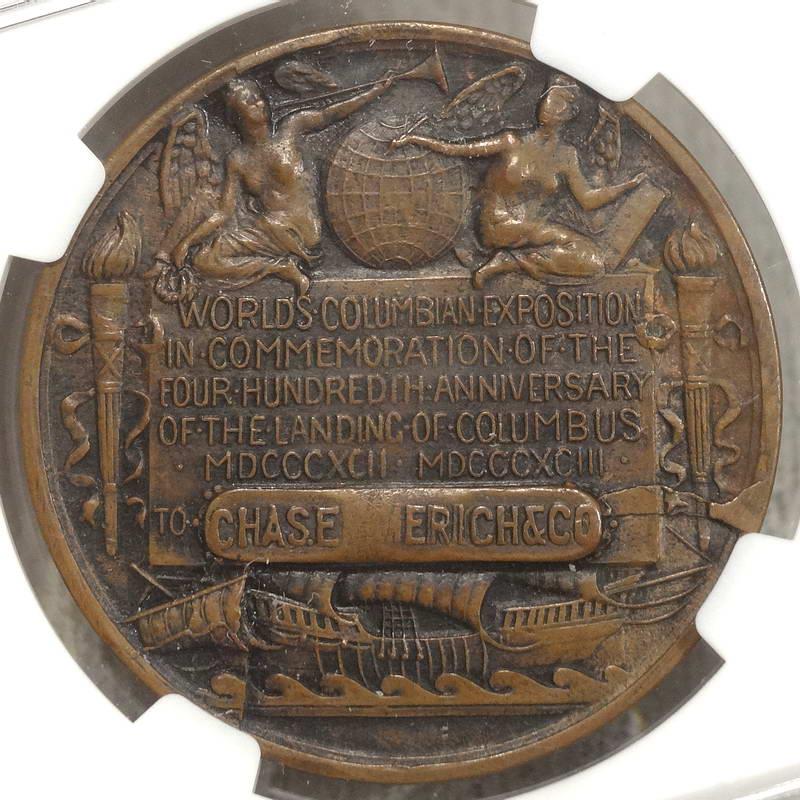 WORLD'S·COLUMBIAN·EXPOSITION
IN·COMMEMORATION·OF·THE
FOUR·HUNDREDTH·ANNIVERSARY
OF·THE·LANDING·OF·COLUMBUS
·MDCCCXCII·MDCCCXCIII·
TO·CHAS.E ERICH&CO